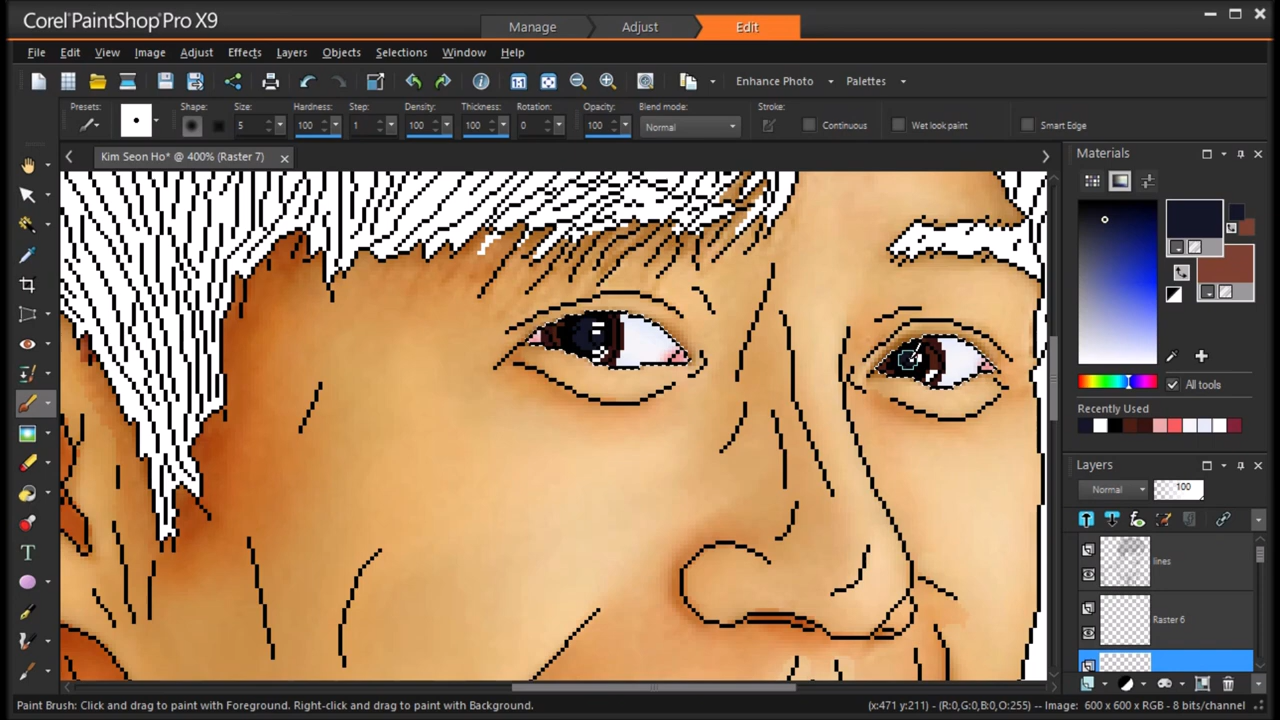 Corel PaintShop Pro X9
Manage Adjust Edit
File Edit View Image Adjust Effects Layers Objects Selections Window Help
1:1 Enhance Photo Palettes
Presets: Shape: Size: Hardness: Step: Density: Thickness: Rotation: Opacity: Blend mode: Stroke:
5 100 1 100 100 0 100 Normal Continuous Wet look paint Smart Edge
Kim Seon Ho* @ 400% (Raster 7)
Materials
All tools
Recently Used
Layers
Normal 100
lines
Raster 6
Paint Brush: Click and drag to paint with Foreground. Right-click and drag to paint with Background.
(x:471 y:211) -- (R:0,G:0,B:0,O:255) -- Image: 600 x 600 x RGB - 8 bits/channel